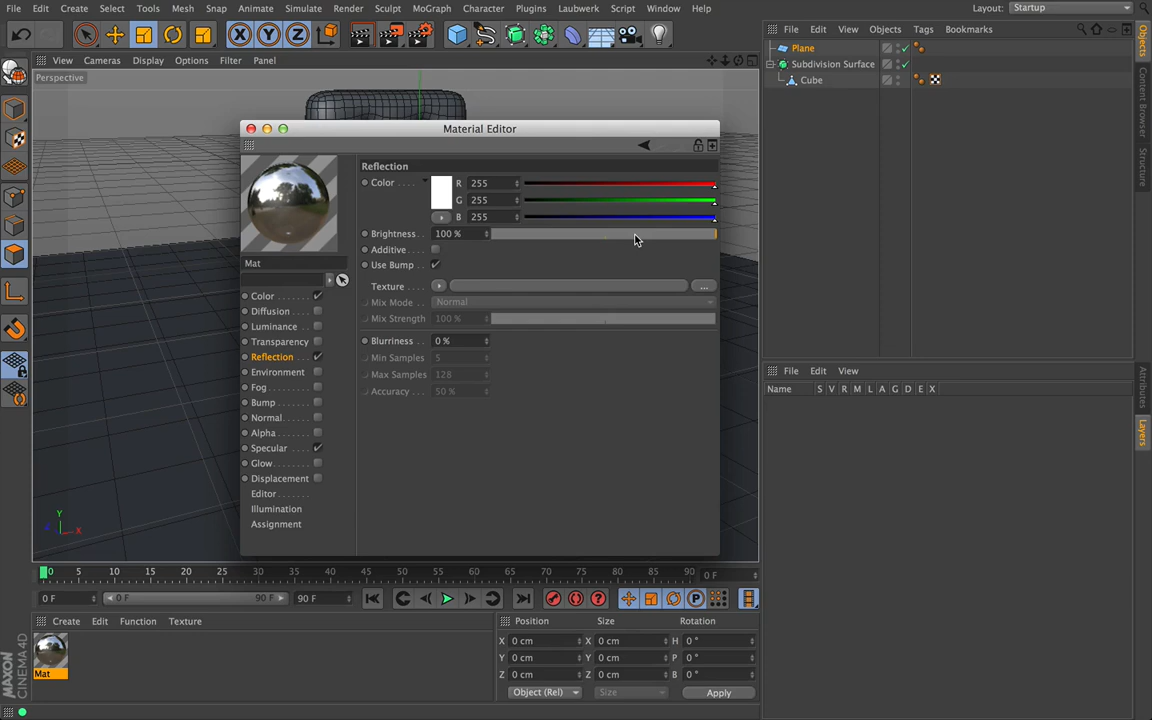 File Edit Create Select Tools Mesh Snap Animate Simulate Render Sculpt MoGraph Character Plugins Laubwerk Script Window Help Layout: Startup
File Edit View Objects Tags Bookmarks
View Cameras Display Options Filter Panel
Perspective
Plane
Subdivision Surface
Cube
Objects
Content Browser
Structure
Material Editor
Reflection
Color R 255
G 255
B 255
Brightness 100 %
Additive
Use Bump
Texture ...
Mix Mode Normal
Mix Strength 100 %
Blurriness 0 %
Min Samples 5
Max Samples 128
Accuracy 50 %
Mat
Color
Diffusion
Luminance
Transparency
Reflection
Environment
Fog
Bump
Normal
Alpha
Specular
Glow
Displacement
Editor
Illumination
Assignment
File Edit View
Name S V R M L A G D E X
Attributes
Layers
Y
Z X
0 5 10 15 20 25 30 35 40 45 50 55 60 65 70 75 80 85 90 0 F
0 F 0 F 90 F 90 F
Create Edit Function Texture
Mat
Position Size Rotation
X 0 cm X 0 cm H 0 °
Y 0 cm Y 0 cm P 0 °
Z 0 cm Z 0 cm B 0 °
Object (Rel) Size Apply
MAXON
CINEMA 4D